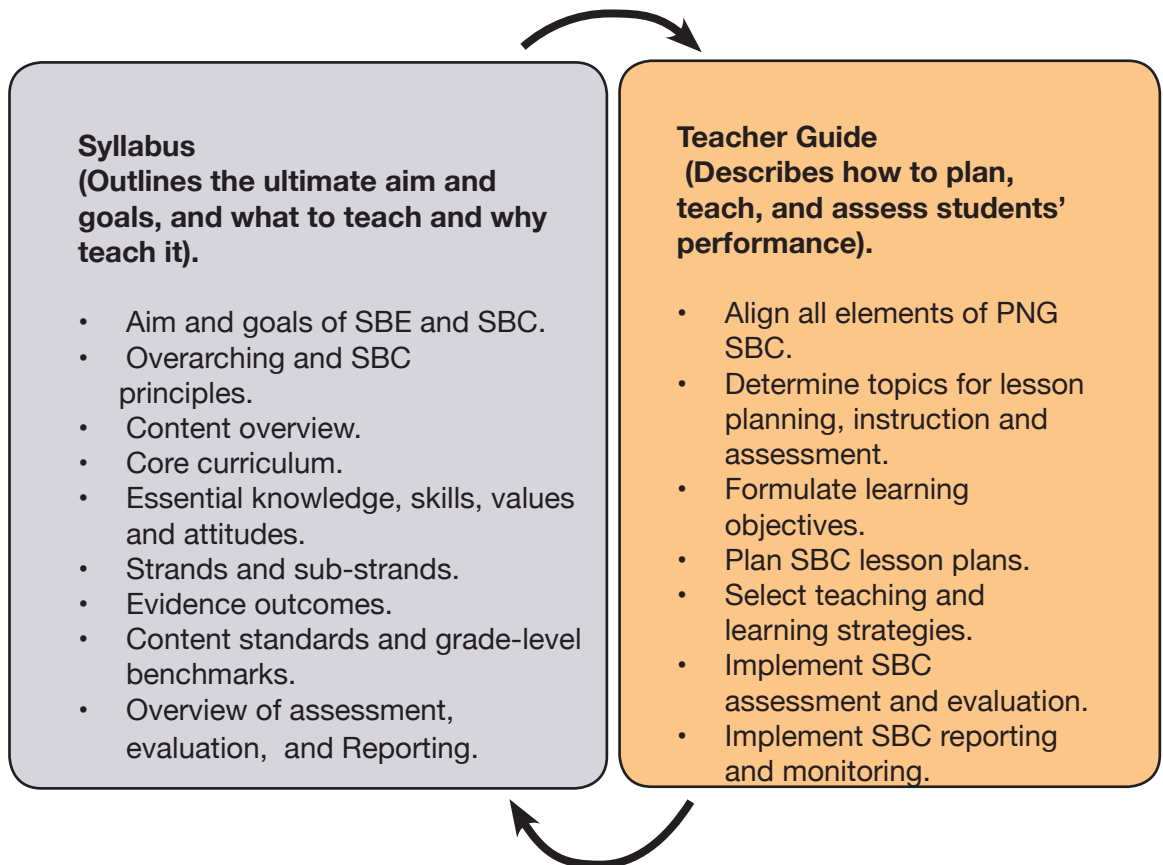 Syllabus
(Outlines the ultimate aim and
goals, and what to teach and why
teach it).
• Aim and goals of SBE and SBC.
• Overarching and SBC
principles.
• Content overview.
• Core curriculum.
• Essential knowledge, skills, values
and attitudes.
• Strands and sub-strands.
• Evidence outcomes.
• Content standards and grade-level
benchmarks.
• Overview of assessment,
evaluation, and Reporting.
Teacher Guide
(Describes how to plan,
teach, and assess students’
performance).
• Align all elements of PNG
SBC.
• Determine topics for lesson
planning, instruction and
assessment.
• Formulate learning
objectives.
• Plan SBC lesson plans.
• Select teaching and
learning strategies.
• Implement SBC
assessment and evaluation.
• Implement SBC reporting
and monitoring.